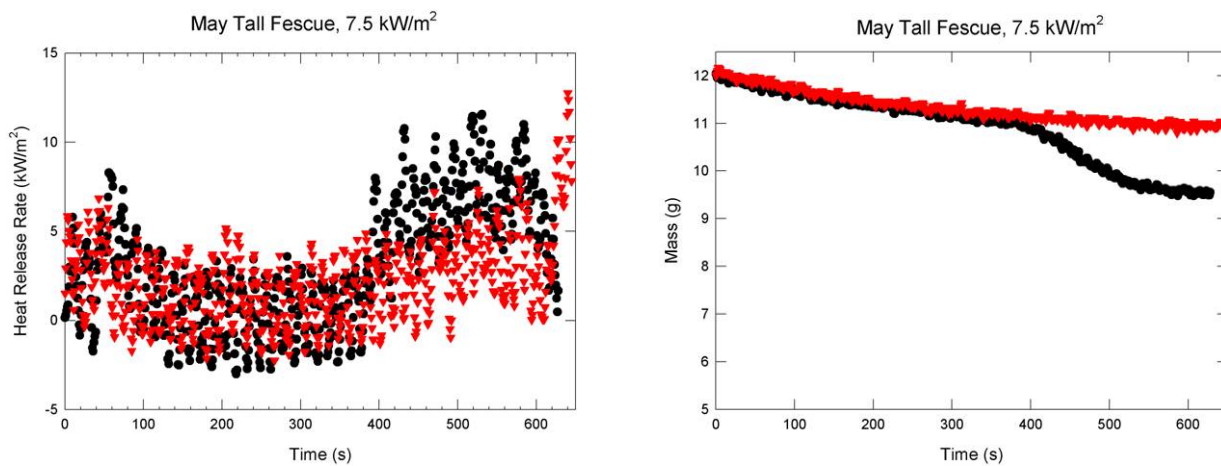 May Tall Fescue, 7.5 kW/m²
15
10
5
0
-5
Heat Release Rate (kW/m²)
0 100 200 300 400 500 600
Time (s)
May Tall Fescue, 7.5 kW/m²
12
11
10
9
8
7
6
5
Mass (g)
0 100 200 300 400 500 600
Time (s)